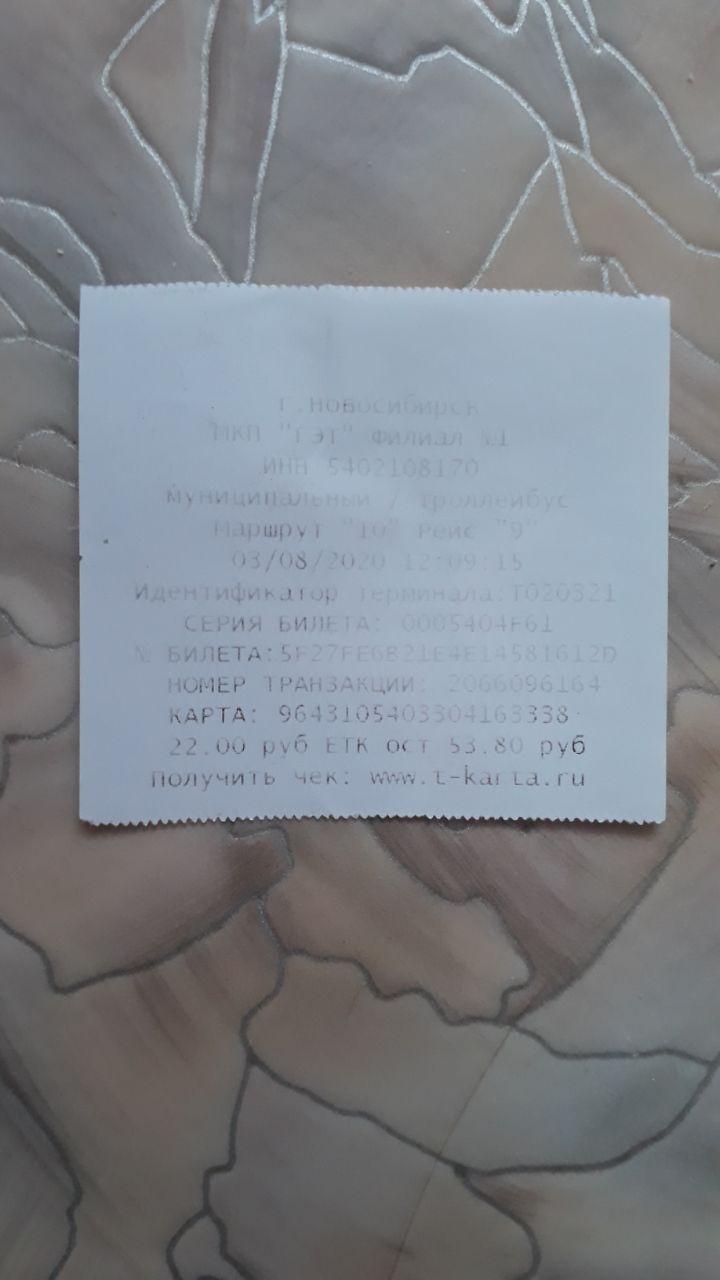 г.Новосибирск
МКП "ГЭТ" Филиал №1
ИНН 5402108170
муниципальный / троллейбус
Маршрут "10" Рейс "9"
03/08/2020 12:09:15
Идентификатор терминала:T020321
СЕРИЯ БИЛЕТА: 0005404F61
№ БИЛЕТА:5F27FE6B21E4E14581612D
НОМЕР ТРАНЗАКЦИИ: 2066096164
КАРТА: 9643105403304163338
22.00 руб ЕТК ост 53.80 руб
Получить чек: www.t-karta.ru